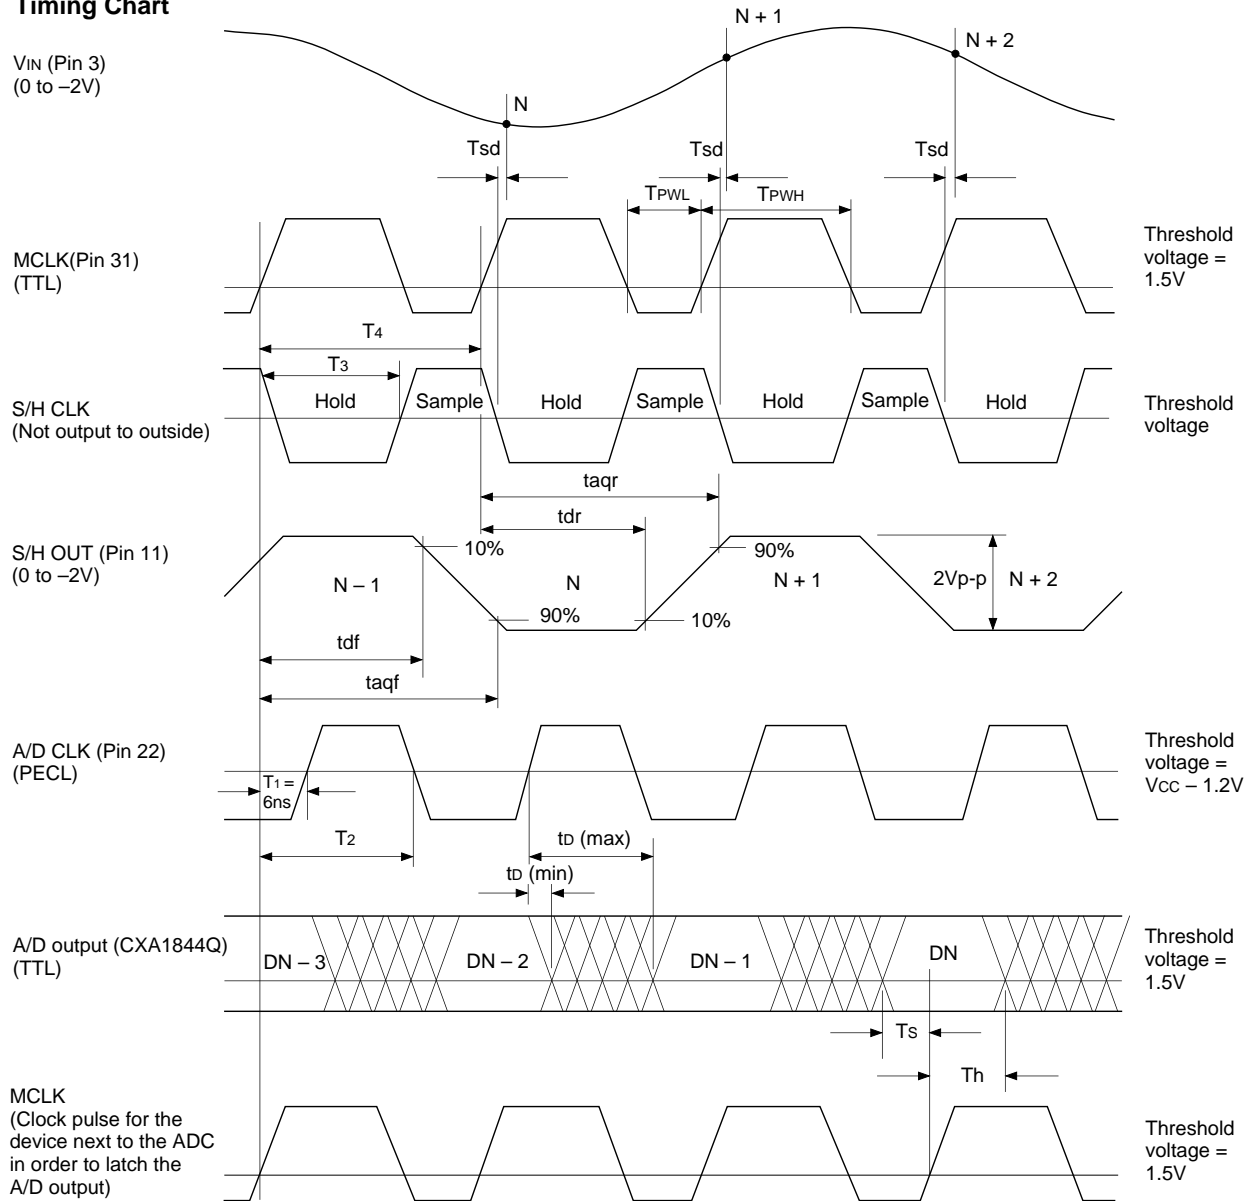 Timing Chart
N + 1
N + 2
VIN (Pin 3)
(0 to –2V)
N
Tsd
Tsd
Tsd
TPWL
TPWH
MCLK(Pin 31)
(TTL)
Threshold
voltage =
1.5V
T4
T3
S/H CLK
(Not output to outside)
Hold
Sample
Hold
Sample
Hold
Sample
Hold
Threshold
voltage
taqr
tdr
S/H OUT (Pin 11)
(0 to –2V)
10%
90%
N – 1
N
N + 1
2Vp-p
N + 2
90%
10%
tdf
taqf
A/D CLK (Pin 22)
(PECL)
Threshold
voltage =
VCC – 1.2V
T1 =
6ns
T2
tD (max)
tD (min)
A/D output (CXA1844Q)
(TTL)
DN – 3
DN – 2
DN – 1
DN
Threshold
voltage =
1.5V
Ts
Th
MCLK
(Clock pulse for the
device next to the ADC
in order to latch the
A/D output)
Threshold
voltage =
1.5V